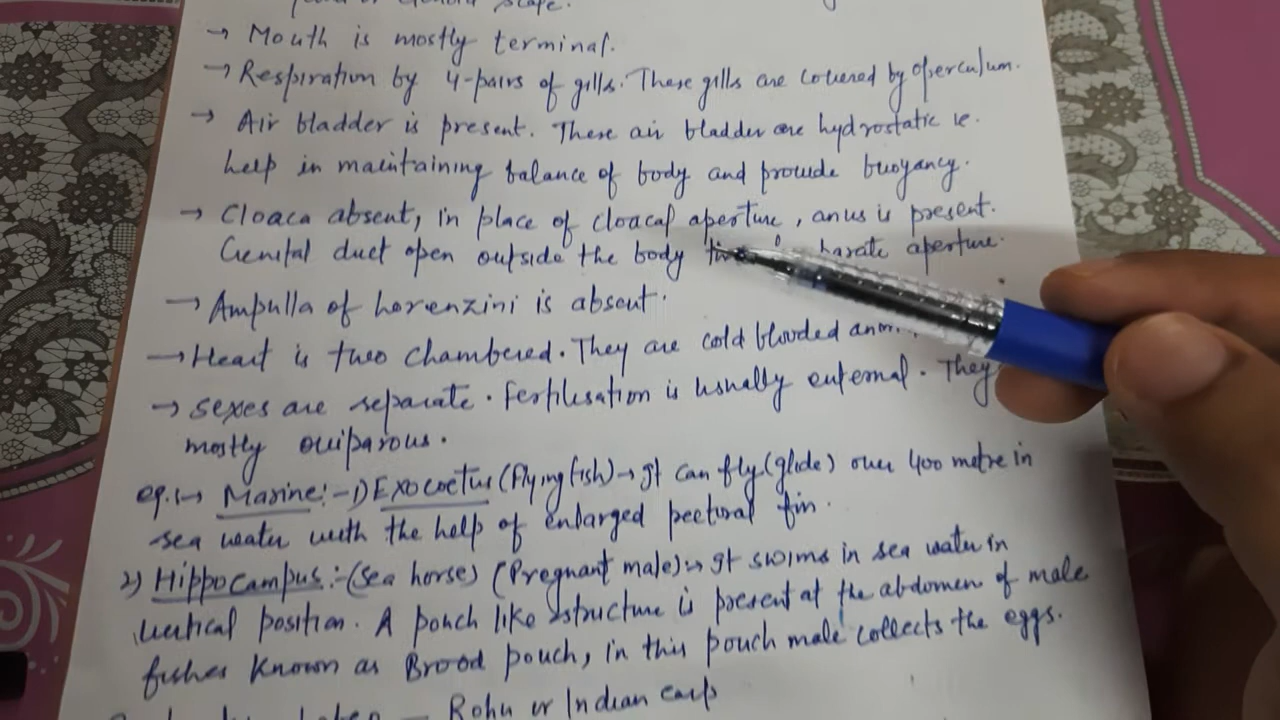 scape.
→ Mouth is mostly terminal.
→ Respiration by 4-pairs of gills. These gills are covered by operculum.
→ Air bladder is present. These air bladder are hydrostatic ie.
help in maintaining balance of body and provide buoyancy.
→ Cloaca absent, in place of cloacal aperture, anus is present.
Genital duct open outside the body aperture.
→ Ampulla of Lorenzini is absent.
→ Heart is two chambered. They are cold blooded
→ Sexes are separate. Fertilisation is usually external. They
mostly oviparous.
eg.:→ Marine:- 1) Exocoetus (Flying fish) → It can fly (glide) over 400 metre in
sea water with the help of enlarged pectoral fin.
2) Hippocampus:- (Sea horse) (Pregnant male) → It swims in sea water in
vertical position. A pouch like structure is present at the abdomen of male
fishes known as Brood pouch, in this pouch male collects the eggs.
— Rohu or Indian carp